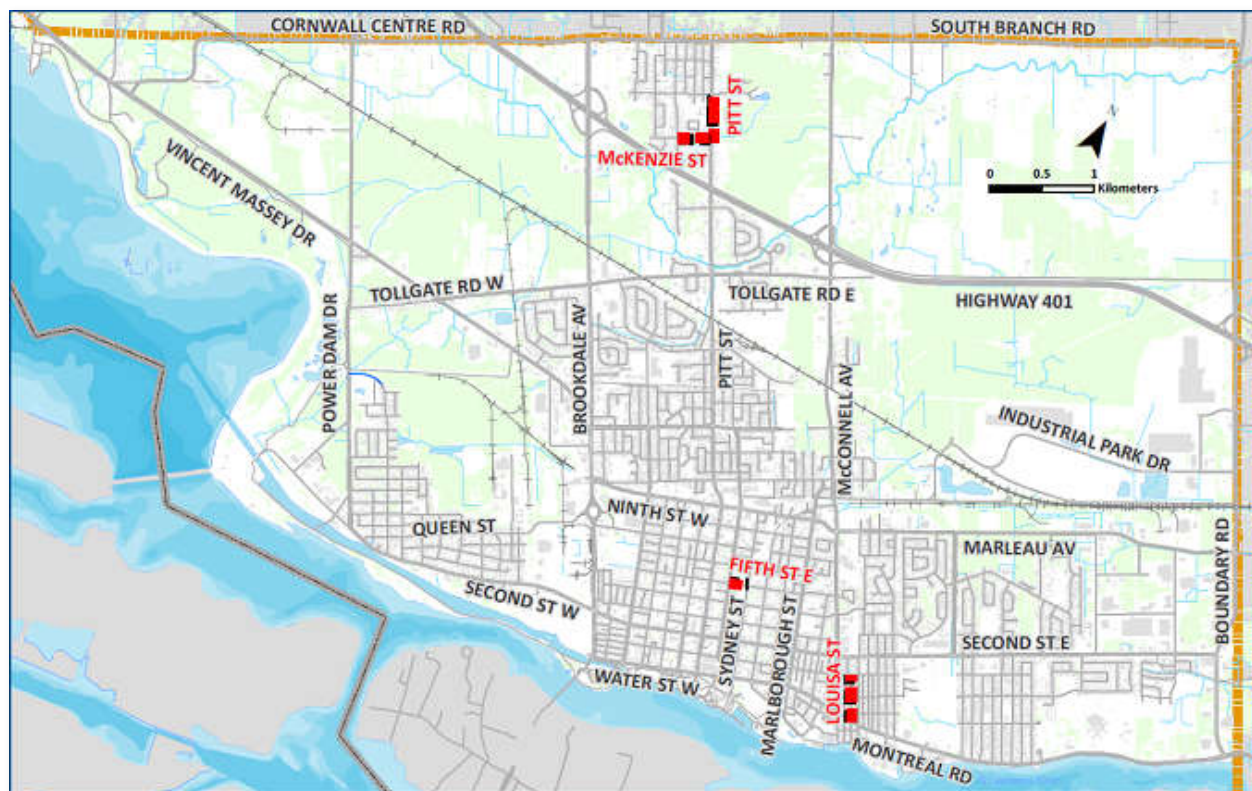 CORNWALL CENTRE RD
SOUTH BRANCH RD
PITT ST
McKENZIE ST
N
0 0.5 1
Kilometers
VINCENT MASSEY DR
TOLLGATE RD W
TOLLGATE RD E
HIGHWAY 401
POWER DAM DR
BROOKDALE AV
PITT ST
McCONNELL AV
INDUSTRIAL PARK DR
QUEEN ST
NINTH ST W
MARLEAU AV
FIFTH ST E
BOUNDARY RD
SECOND ST W
SYDNEY ST
MARLBOROUGH ST
SECOND ST E
LOUISA ST
WATER ST W
MONTREAL RD